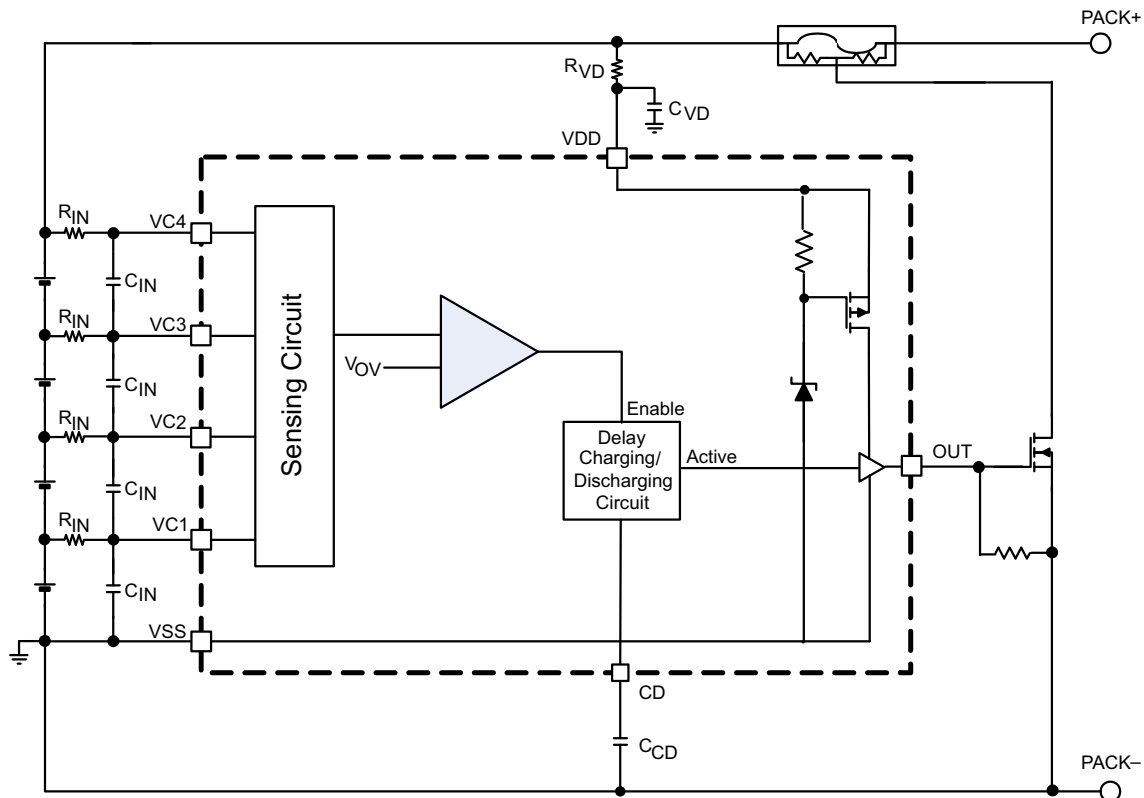 PACK+
RVD
CVD
VDD
RIN
VC4
CIN
RIN
VC3
CIN
RIN
VC2
CIN
RIN
VC1
CIN
VSS
Sensing Circuit
VOV
Enable
Delay
Charging/
Discharging
Circuit
Active
OUT
CD
CCD
PACK–